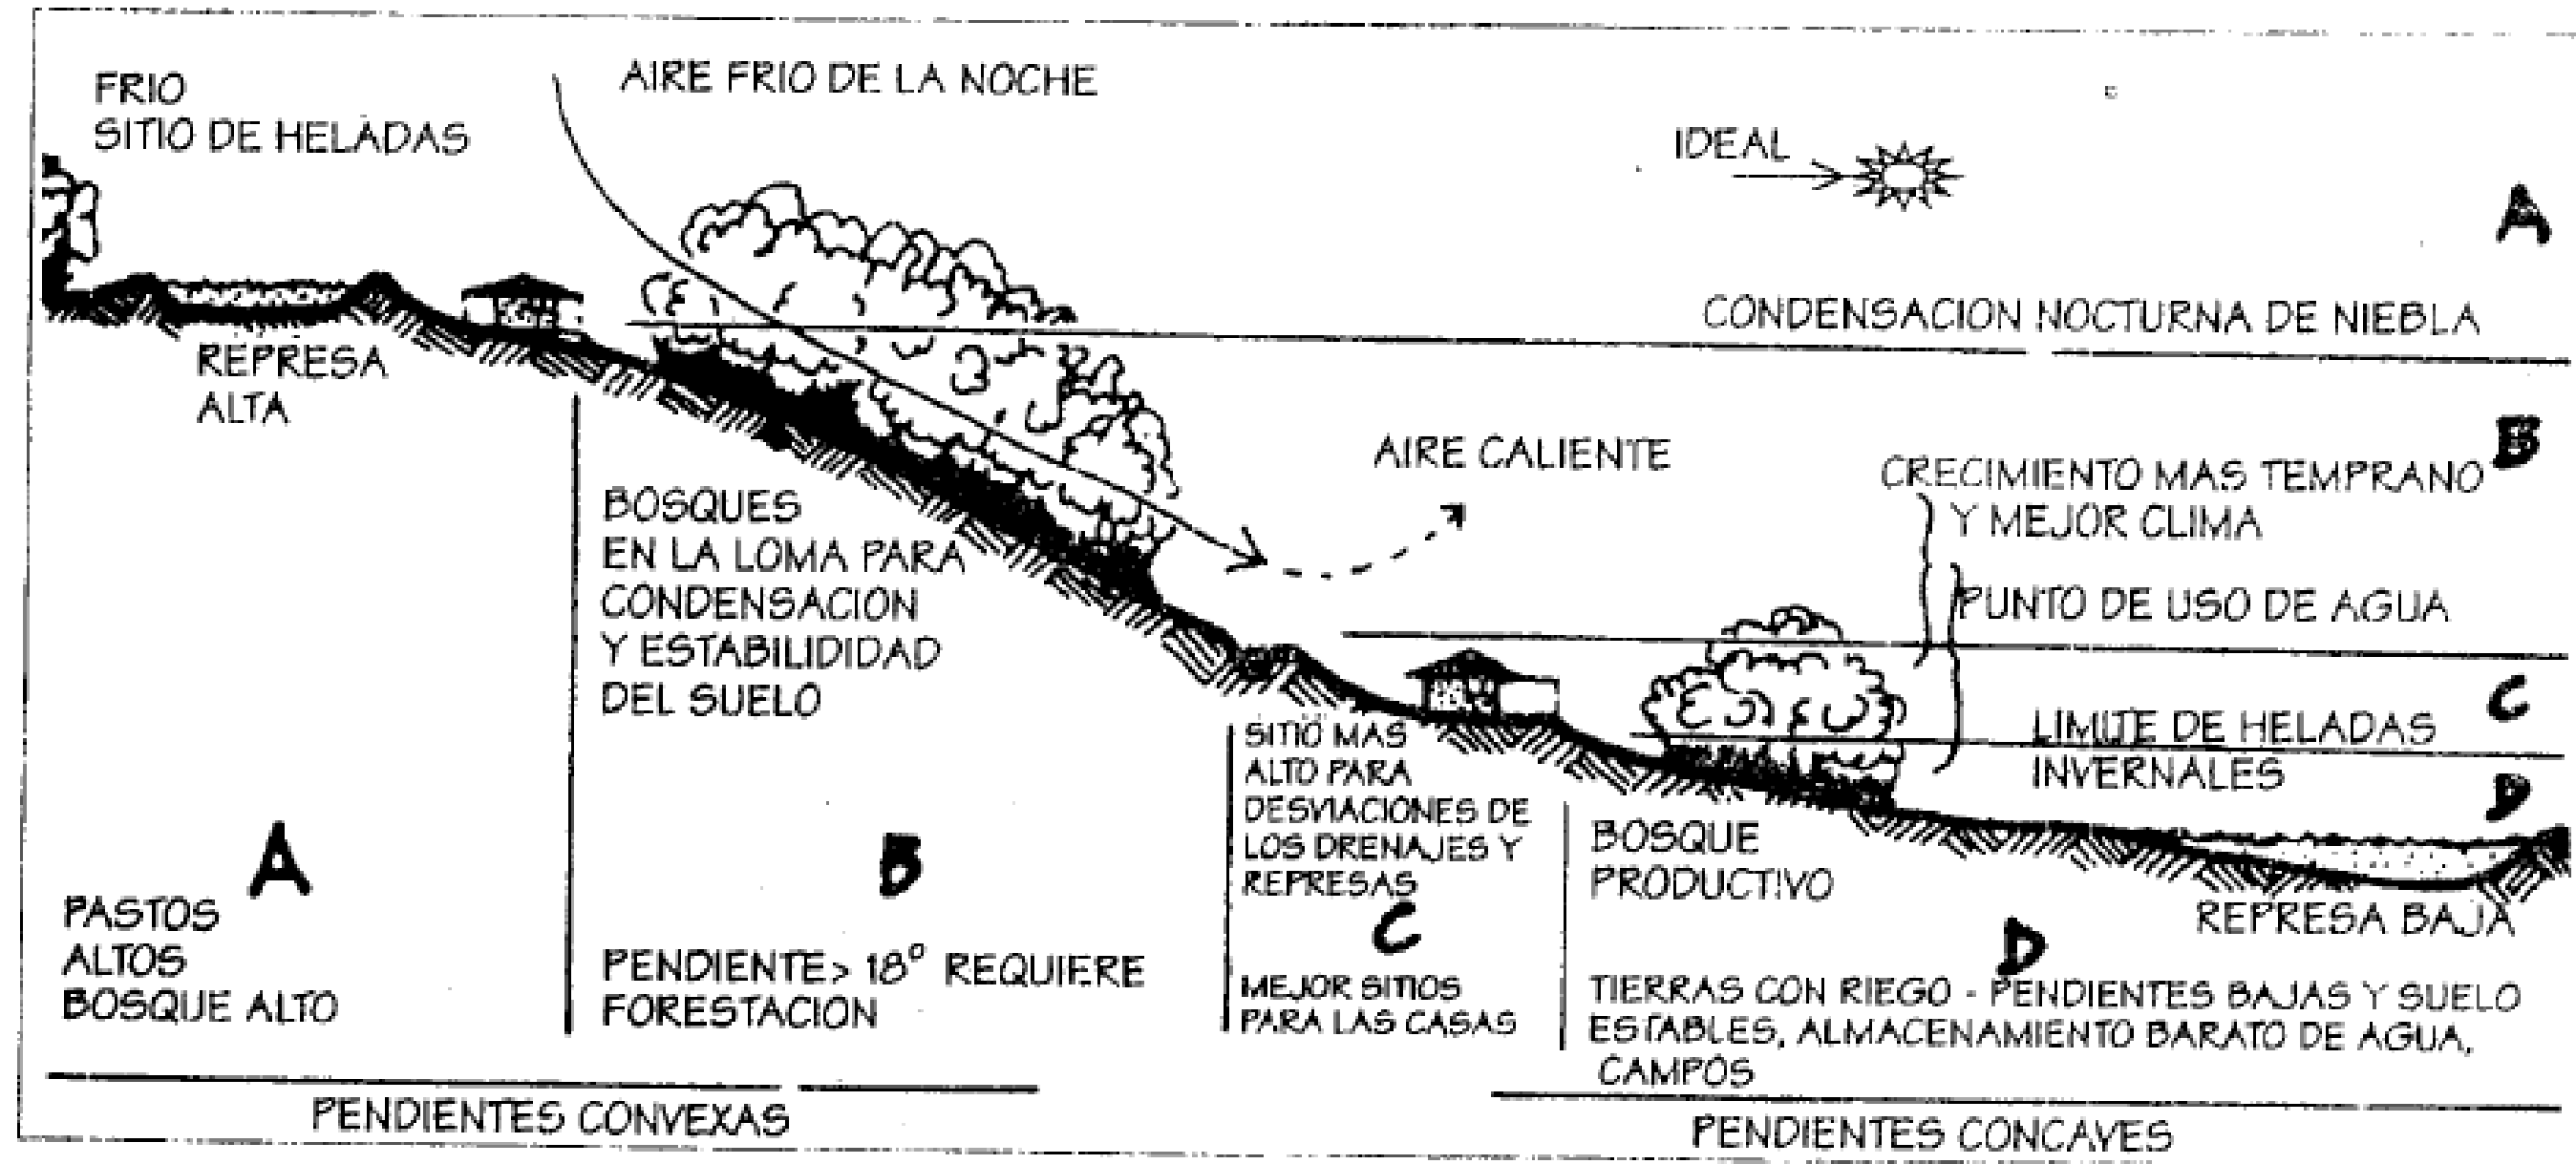 FRIO
SITIO DE HELADAS
AIRE FRIO DE LA NOCHE
IDEAL
A
CONDENSACION NOCTURNA DE NIEBLA
REPRESA
ALTA
AIRE CALIENTE
B
CRECIMIENTO MAS TEMPRANO
Y MEJOR CLIMA
PUNTO DE USO DE AGUA
BOSQUES
EN LA LOMA PARA
CONDENSACION
Y ESTABILIDIDAD
DEL SUELO
C
LIMITE DE HELADAS
INVERNALES
D
SITIO MAS
ALTO PARA
DESVIACIONES DE
LOS DRENAJES Y
REPRESAS
BOSQUE
PRODUCTIVO
REPRESA BAJA
A
PASTOS
ALTOS
BOSQUE ALTO
B
PENDIENTE > 18° REQUIERE
FORESTACION
C
MEJOR SITIOS
PARA LAS CASAS
D
TIERRAS CON RIEGO - PENDIENTES BAJAS Y SUELO
ESTABLES, ALMACENAMIENTO BARATO DE AGUA,
CAMPOS
PENDIENTES CONVEXAS
PENDIENTES CONCAVES